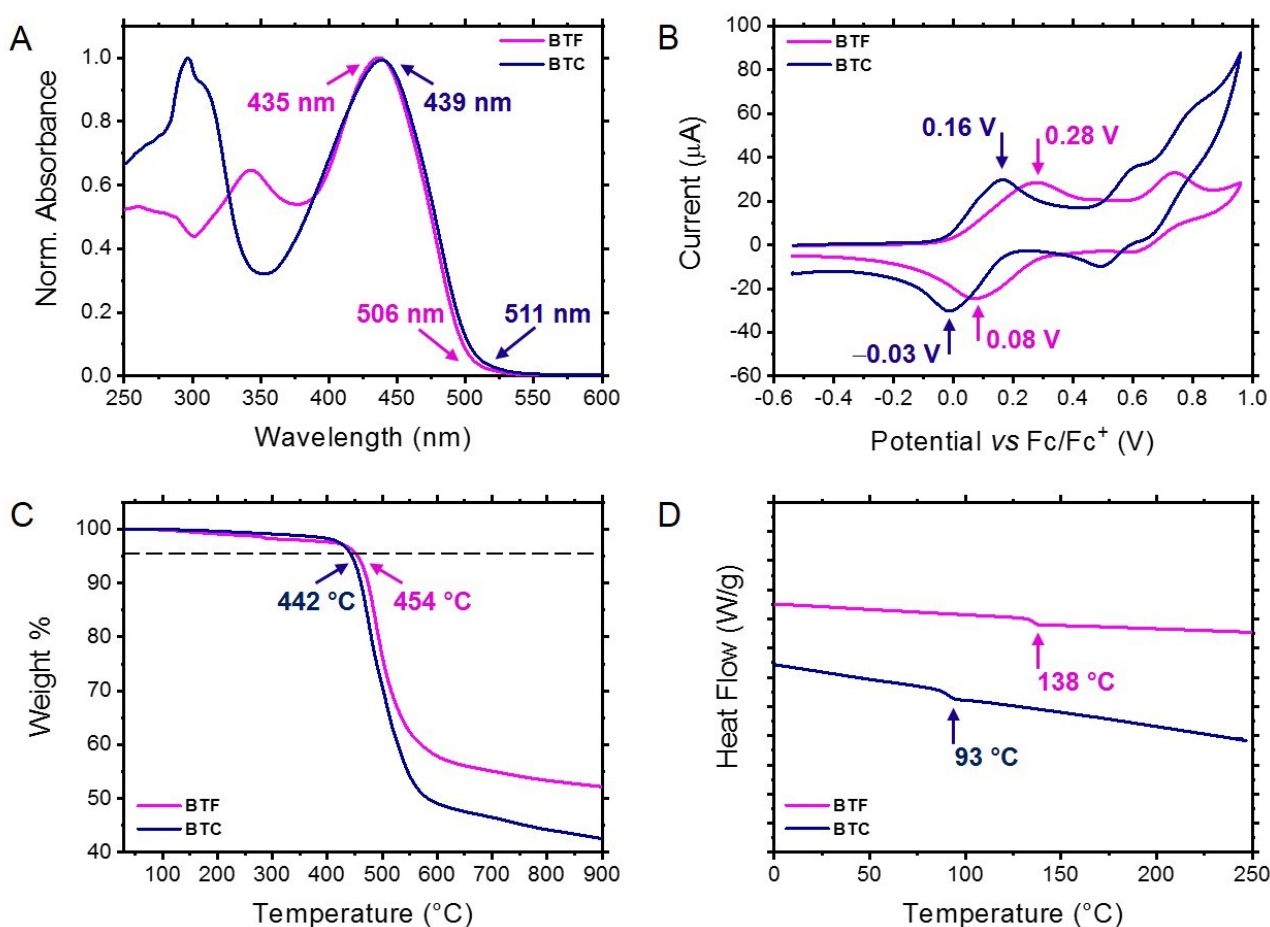 A
BTF
BTC
1.0
0.8
0.6
0.4
0.2
0.0
Norm. Absorbance
435 nm
439 nm
506 nm
511 nm
250 300 350 400 450 500 550 600
Wavelength (nm)
B
BTF
BTC
100
80
60
40
20
0
-20
-40
-60
Current (μA)
0.16 V
0.28 V
−0.03 V
0.08 V
-0.6 -0.4 -0.2 0.0 0.2 0.4 0.6 0.8 1.0
Potential vs Fc/Fc⁺ (V)
C
100
90
80
70
60
50
40
Weight %
442 °C
454 °C
BTF
BTC
100 200 300 400 500 600 700 800 900
Temperature (°C)
D
Heat Flow (W/g)
138 °C
93 °C
BTF
BTC
0 50 100 150 200 250
Temperature (°C)